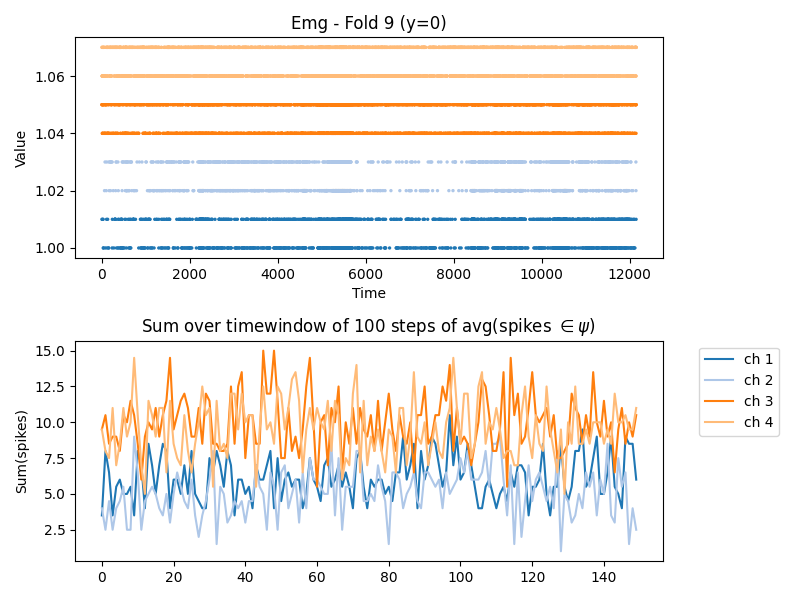 Emg - Fold 9 (y=0)
1.06
1.04
1.02
1.00
Value
0 2000 4000 6000 8000 10000 12000
Time
Sum over timewindow of 100 steps of avg(spikes ∈ ψ)
15.0
12.5
10.0
7.5
5.0
2.5
Sum(spikes)
0 20 40 60 80 100 120 140
ch 1
ch 2
ch 3
ch 4